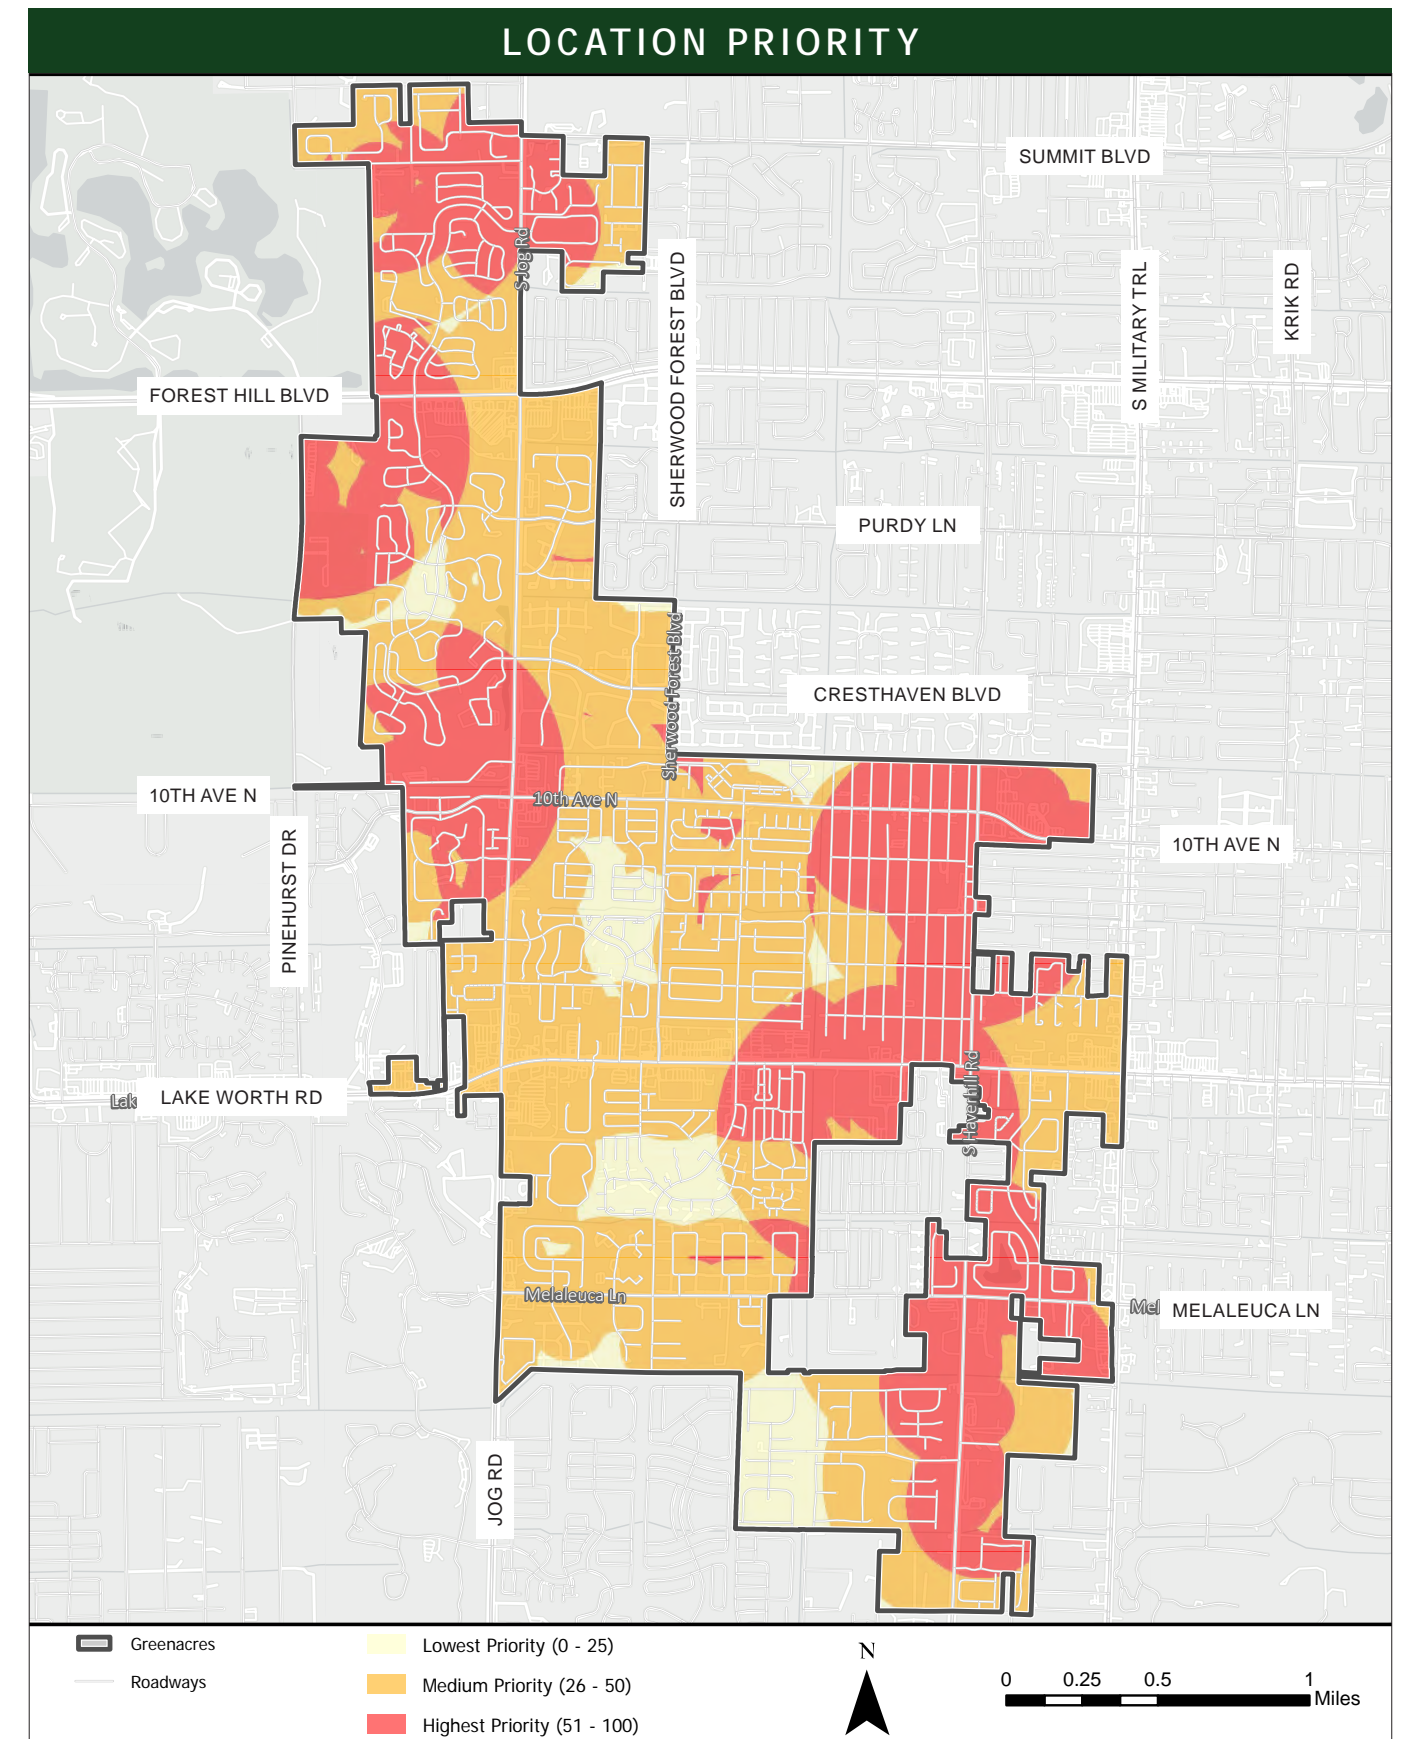 LOCATION PRIORITY
SUMMIT BLVD
S Jog Rd
SHERWOOD FOREST BLVD
S MILITARY TRL
KRIK RD
FOREST HILL BLVD
PURDY LN
Sherwood Forest Blvd
CRESTHAVEN BLVD
10TH AVE N
10th Ave N
10TH AVE N
PINEHURST DR
Lak
LAKE WORTH RD
S Haverhill Rd
Melaleuca Ln
Mel
MELALEUCA LN
JOG RD
Greenacres
Roadways
Lowest Priority (0 - 25)
Medium Priority (26 - 50)
Highest Priority (51 - 100)
N
0 0.25 0.5 1
Miles